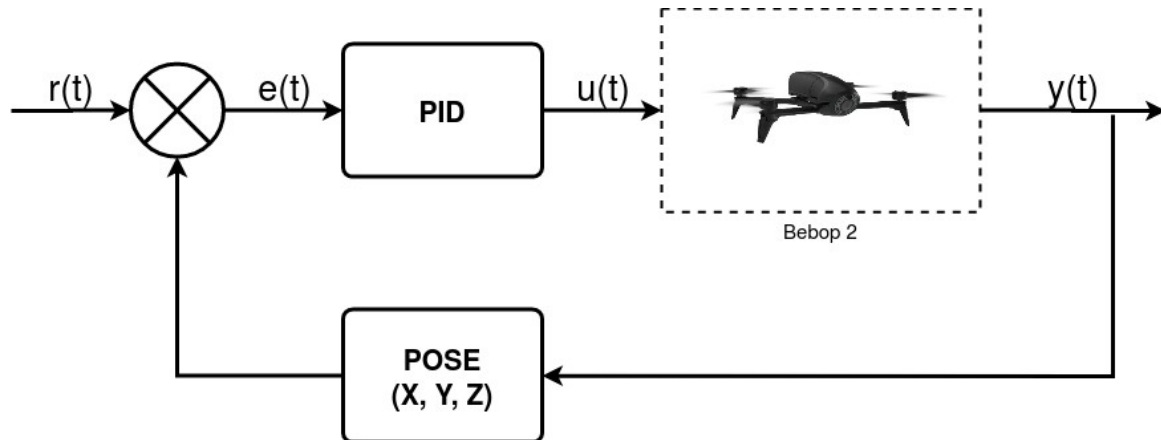 r(t)
e(t)
PID
u(t)
y(t)
Bebop 2
POSE
(X, Y, Z)